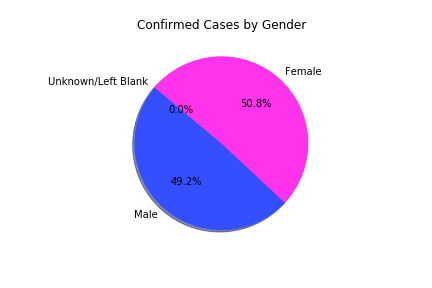 Confirmed Cases by Gender
Female
Unknown/Left Blank
50.8%
0.0%
49.2%
Male